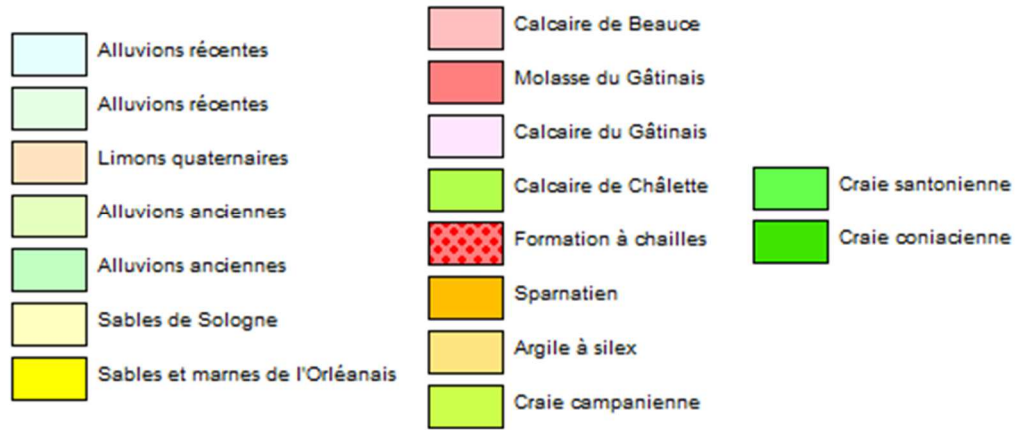 Alluvions récentes
Alluvions récentes
Limons quaternaires
Alluvions anciennes
Alluvions anciennes
Sables de Sologne
Sables et marnes de l'Orléanais
Calcaire de Beauce
Molasse du Gâtinais
Calcaire du Gâtinais
Calcaire de Châlette
Formation à chailles
Sparnatien
Argile à silex
Craie campanienne
Craie santonienne
Craie coniacienne